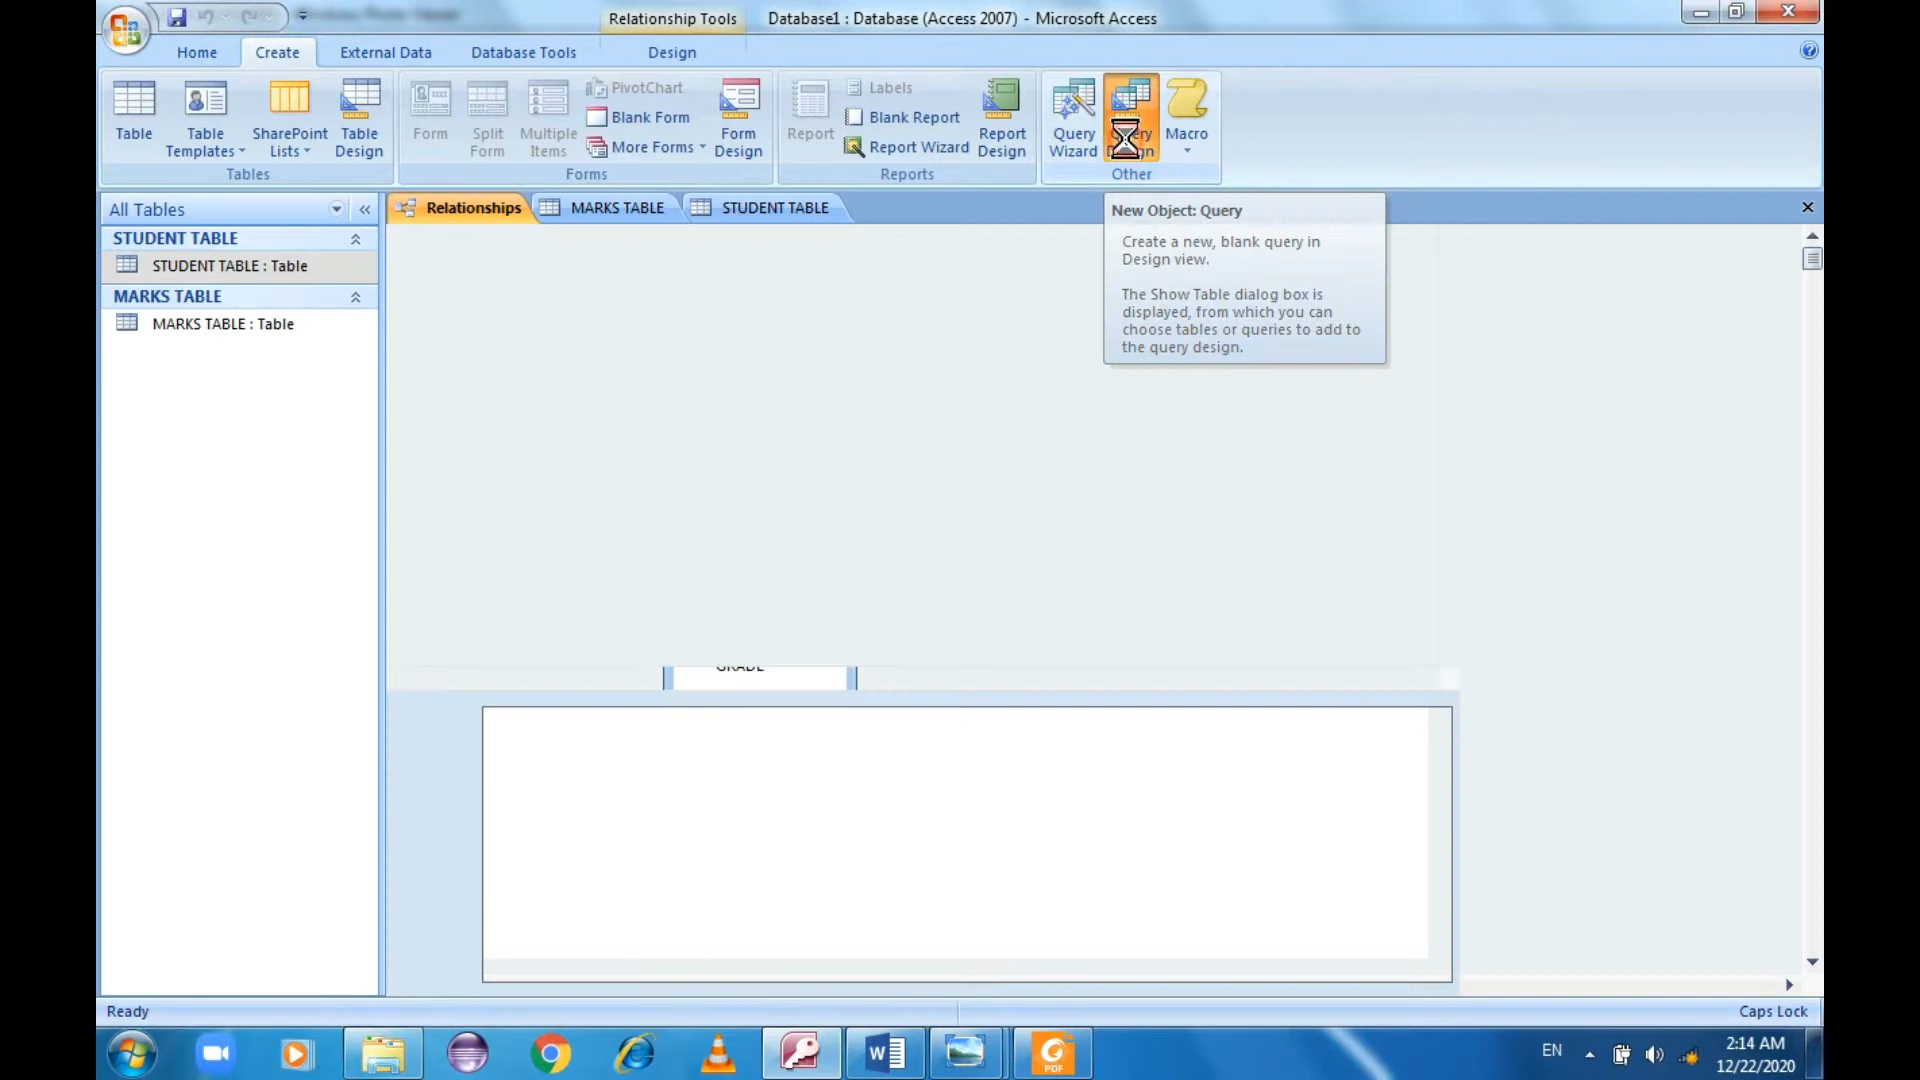 Relationship Tools
Database1 : Database (Access 2007) - Microsoft Access
Home
Create
External Data
Database Tools
Design
Table
Table
Templates
SharePoint
Lists
Table
Design
Tables
Form
Split
Form
Multiple
Items
PivotChart
Blank Form
More Forms
Form
Design
Forms
Report
Labels
Blank Report
Report Wizard
Report
Design
Reports
Query
Wizard
Macro
Other
All Tables
STUDENT TABLE
STUDENT TABLE : Table
MARKS TABLE
MARKS TABLE : Table
Relationships
MARKS TABLE
STUDENT TABLE
New Object: Query
Create a new, blank query in
Design view.
The Show Table dialog box is
displayed, from which you can
choose tables or queries to add to
the query design.
GRADE
Ready
Caps Lock
W
PDF
EN
2:14 AM
12/22/2020